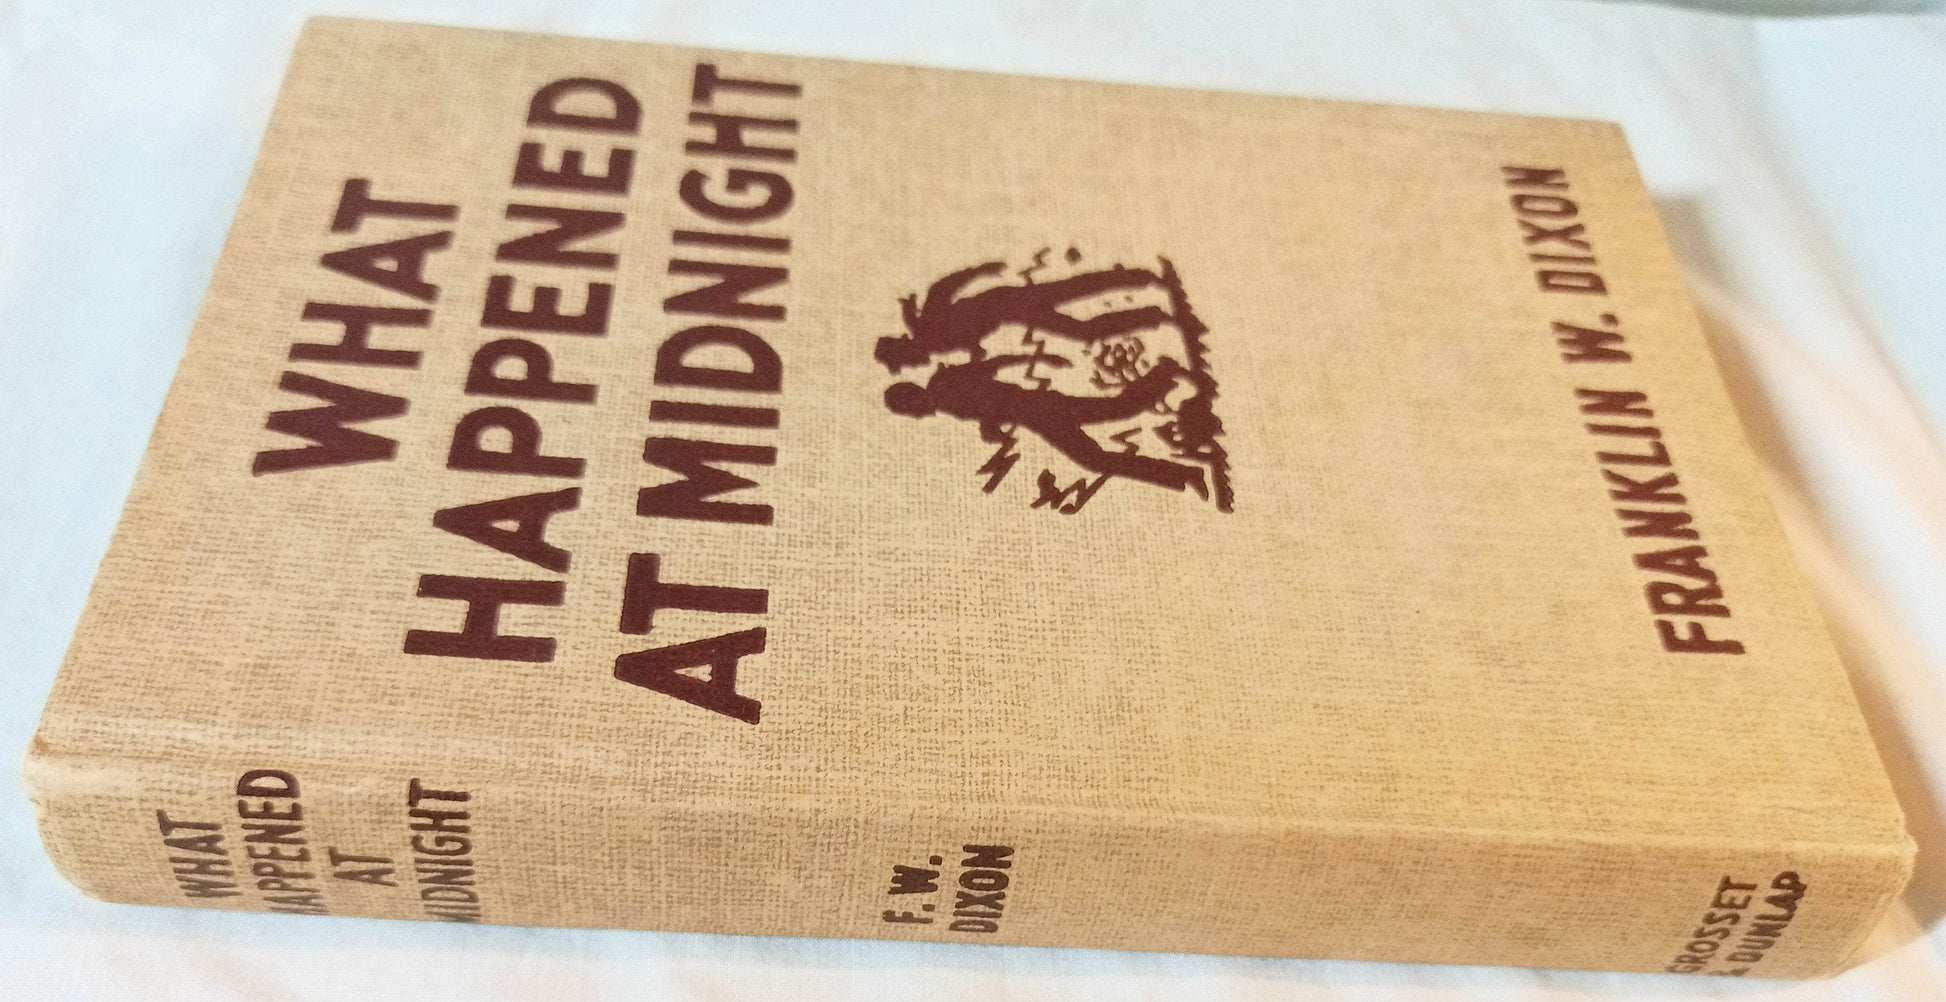 WHAT
HAPPENED
AT MIDNIGHT
FRANKLIN W. DIXON
WHAT
HAPPENED
AT
MIDNIGHT
F. W.
DIXON
GROSSET
& DUNLAP